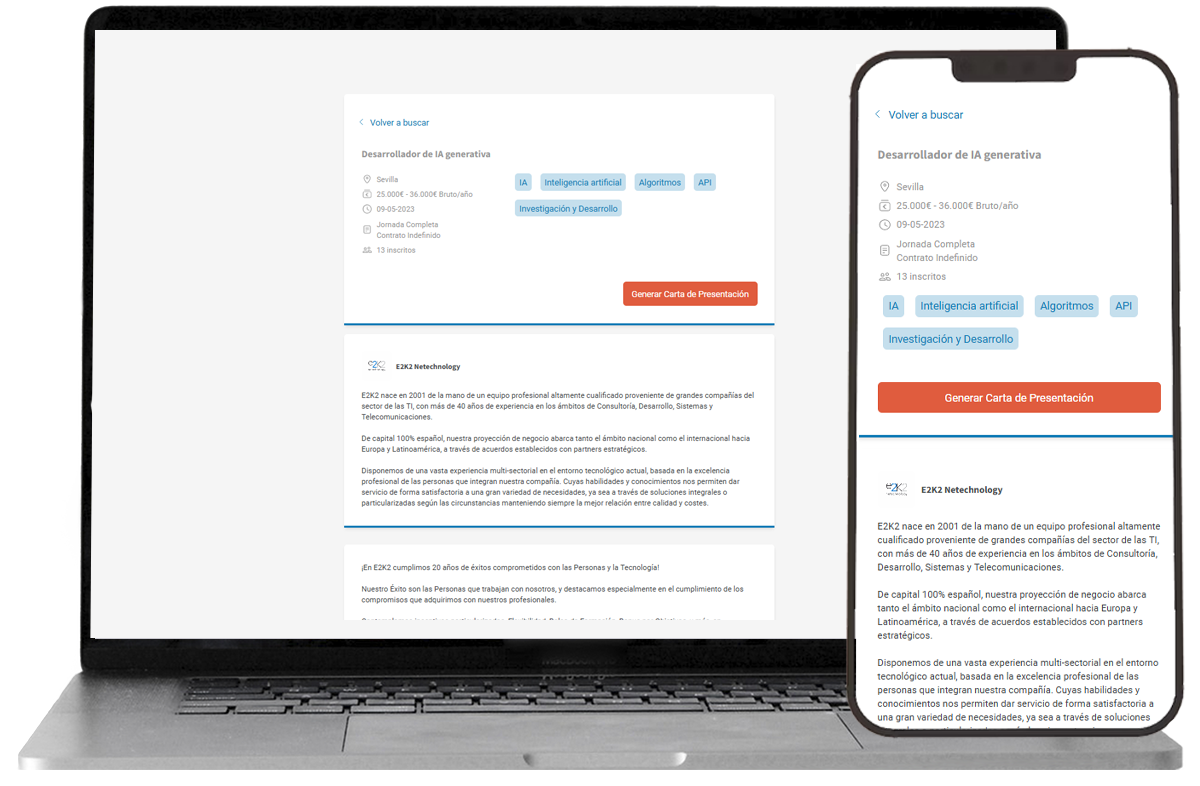 Volver a buscar
Desarrollador de IA generativa
Sevilla
25.000€ - 36.000€ Bruto/año
09-05-2023
Jornada Completa
Contrato Indefinido
13 inscritos
IA Inteligencia artificial Algoritmos API
Investigación y Desarrollo
Generar Carta de Presentación
E2K2 Netechnology
E2K2 nace en 2001 de la mano de un equipo profesional altamente cualificado proveniente de grandes compañías del
sector de las TI, con más de 40 años de experiencia en los ámbitos de Consultoría, Desarrollo, Sistemas y
Telecomunicaciones.
De capital 100% español, nuestra proyección de negocio abarca tanto el ámbito nacional como el internacional hacia
Europa y Latinoamérica, a través de acuerdos establecidos con partners estratégicos.
Disponemos de una vasta experiencia multi-sectorial en el entorno tecnológico actual, basada en la excelencia
profesional de las personas que integran nuestra compañía. Cuyas habilidades y conocimientos nos permiten dar
servicio de forma satisfactoria a una gran variedad de necesidades, ya sea a través de soluciones integrales o
particularizadas según las circunstancias manteniendo siempre la mejor relación entre calidad y costes.
¡En E2K2 cumplimos 20 años de éxitos comprometidos con las Personas y la Tecnología!
Nuestro Éxito son las Personas que trabajan con nosotros, y destacamos especialmente en el cumplimiento de los
compromisos que adquirimos con nuestros profesionales.
Volver a buscar
Desarrollador de IA generativa
Sevilla
25.000€ - 36.000€ Bruto/año
09-05-2023
Jornada Completa
Contrato Indefinido
13 inscritos
IA Inteligencia artificial Algoritmos API
Investigación y Desarrollo
Generar Carta de Presentación
e2K2
E2K2 Netechnology
E2K2 nace en 2001 de la mano de un equipo profesional altamente
cualificado proveniente de grandes compañías del sector de las TI,
con más de 40 años de experiencia en los ámbitos de Consultoría,
Desarrollo, Sistemas y Telecomunicaciones.
De capital 100% español, nuestra proyección de negocio abarca
tanto el ámbito nacional como el internacional hacia Europa y
Latinoamérica, a través de acuerdos establecidos con partners
estratégicos.
Disponemos de una vasta experiencia multi-sectorial en el entorno
tecnológico actual, basada en la excelencia profesional de las
personas que integran nuestra compañía. Cuyas habilidades y
conocimientos nos permiten dar servicio de forma satisfactoria a
una gran variedad de necesidades, ya sea a través de soluciones